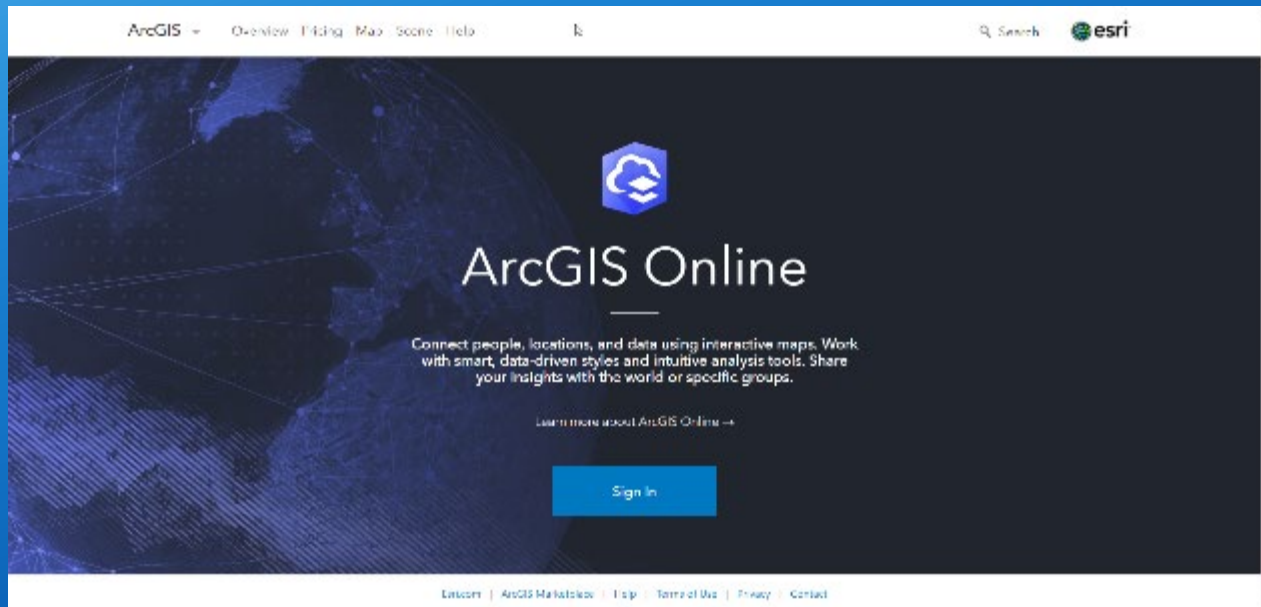 ArcGIS Overview Pricing Map Scene Help Search esri
ArcGIS Online
Connect people, locations, and data using interactive maps. Work
with smart, data-driven styles and intuitive analysis tools. Share
your insights with the world or specific groups.
Learn more about ArcGIS Online →
Sign In
Esri.com | ArcGIS Marketplace | Help | Terms of Use | Privacy | Contact